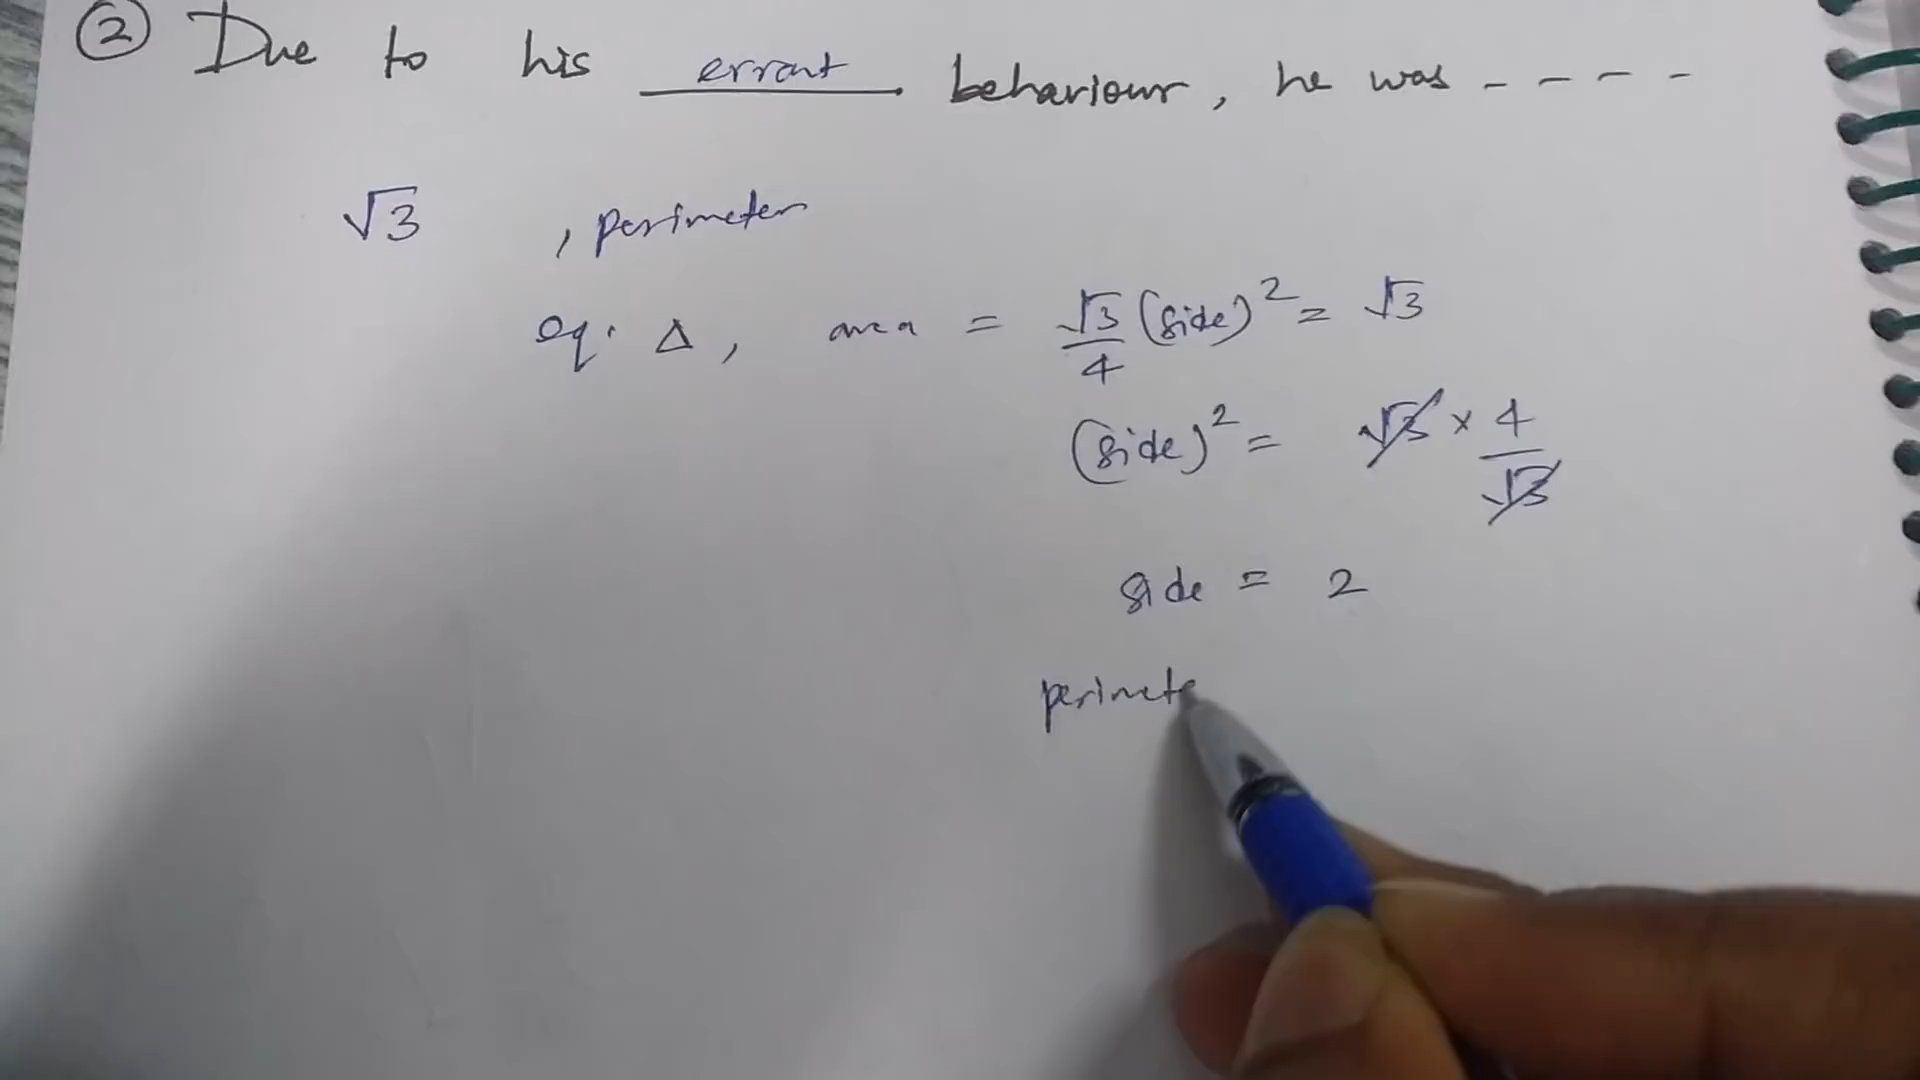 ② Due to his errant behaviour, he was - - - -
√3 , perimeter
eq. Δ, area = √3/4 (side)² = √3
(side)² = √3 × 4/√3
side = 2
perimete